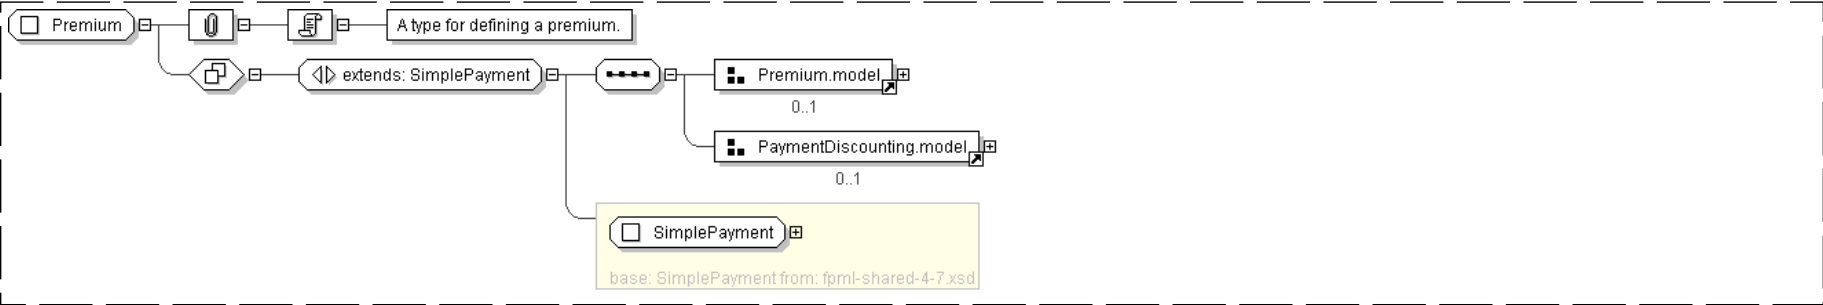 Premium
A type for defining a premium.
extends: SimplePayment
Premium.model
0..1
PaymentDiscounting.model
0..1
SimplePayment
base: SimplePayment from: fpml-shared-4-7.xsd